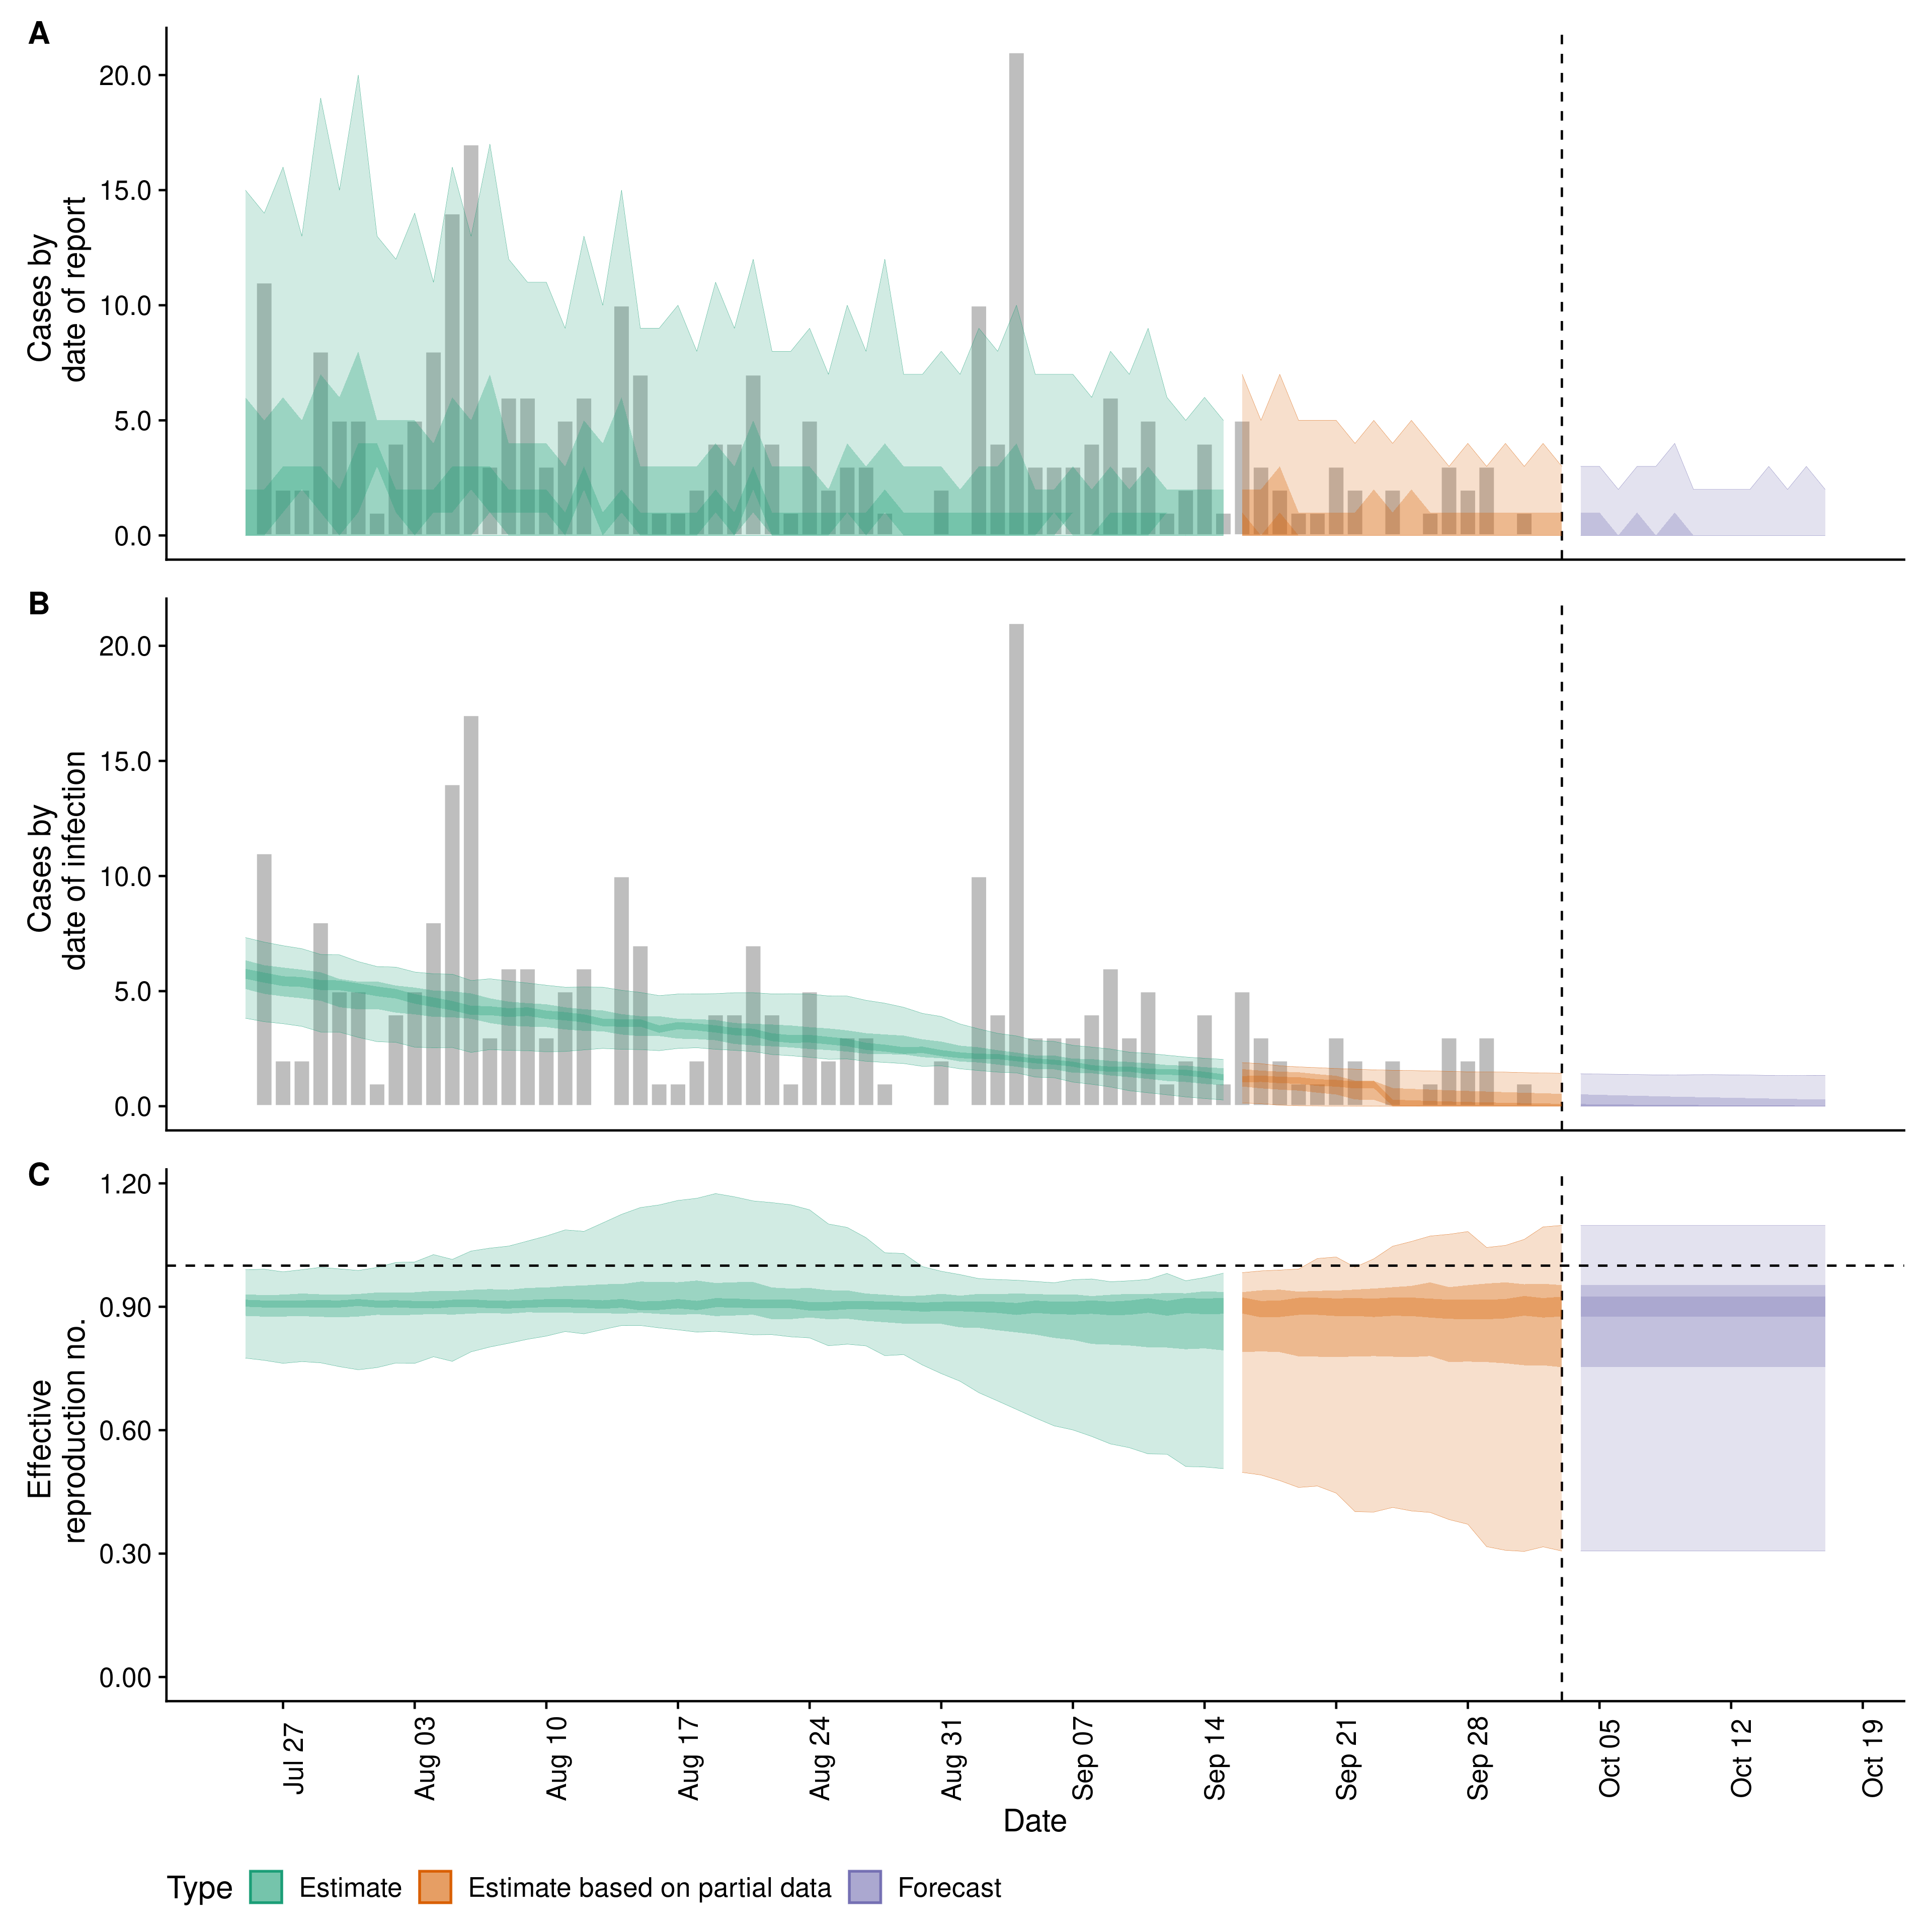 A
Cases by
date of report
20.0
15.0
10.0
5.0
0.0
B
Cases by
date of infection
20.0
15.0
10.0
5.0
0.0
C
Effective
reproduction no.
1.20
0.90
0.60
0.30
0.00
Jul 27
Aug 03
Aug 10
Aug 17
Aug 24
Aug 31
Sep 07
Sep 14
Sep 21
Sep 28
Oct 05
Oct 12
Oct 19
Date
Type Estimate Estimate based on partial data Forecast